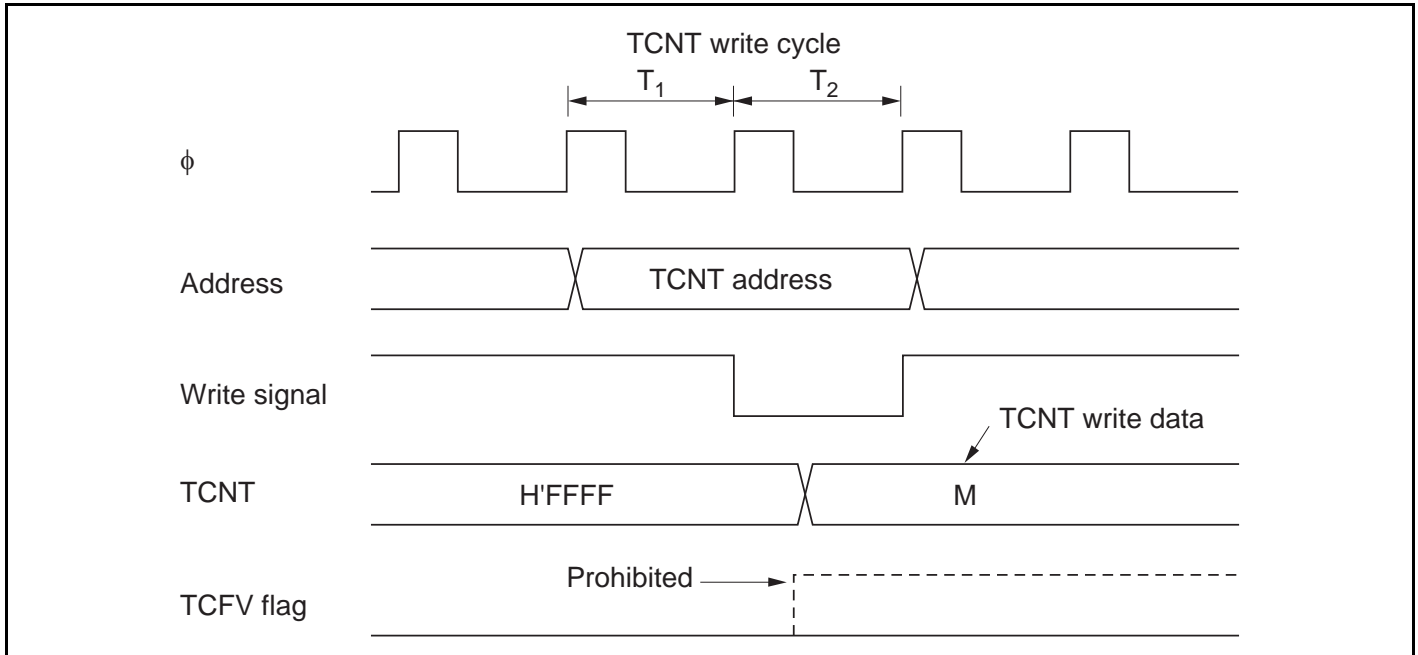 TCNT write cycle
T1 T2
ϕ
Address
TCNT address
Write signal
TCNT write data
TCNT
H'FFFF
M
Prohibited
TCFV flag